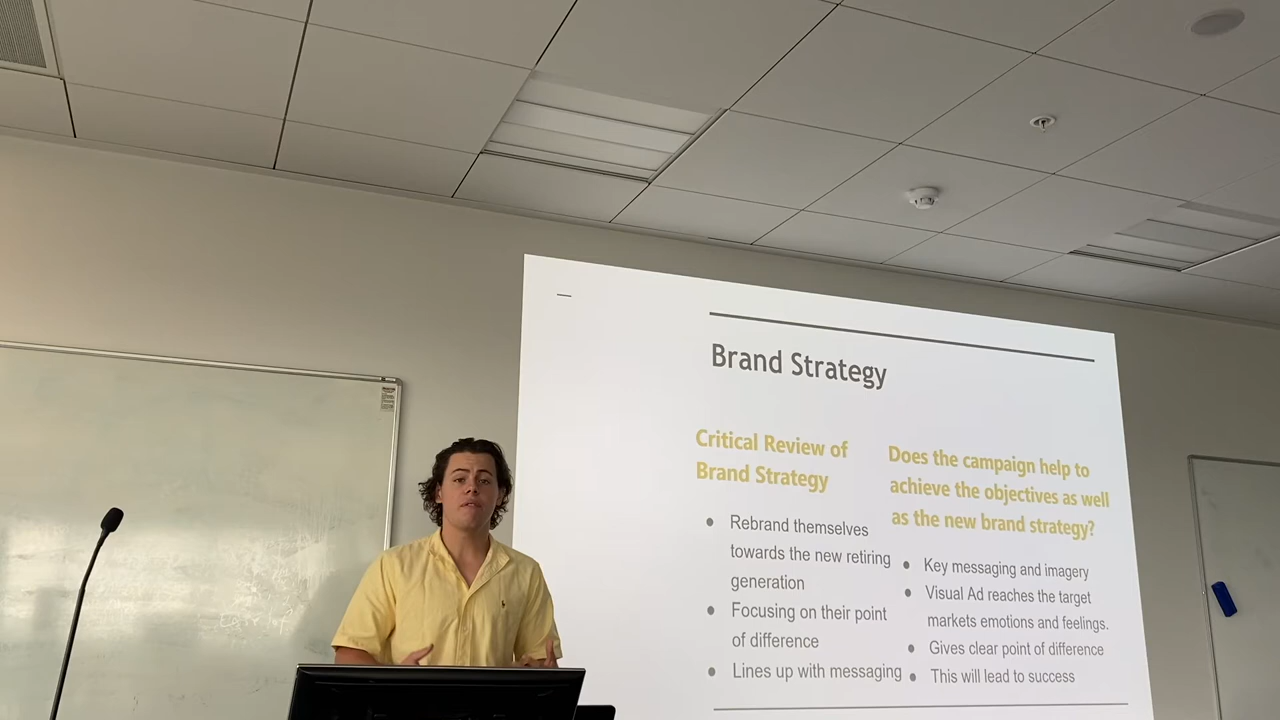 Brand Strategy
Critical Review of
Brand Strategy
Rebrand themselves
towards the new retiring
generation
Focusing on their point
of difference
Lines up with messaging
Does the campaign help to
achieve the objectives as well
as the new brand strategy?
Key messaging and imagery
Visual Ad reaches the target
markets emotions and feelings.
Gives clear point of difference
This will lead to success